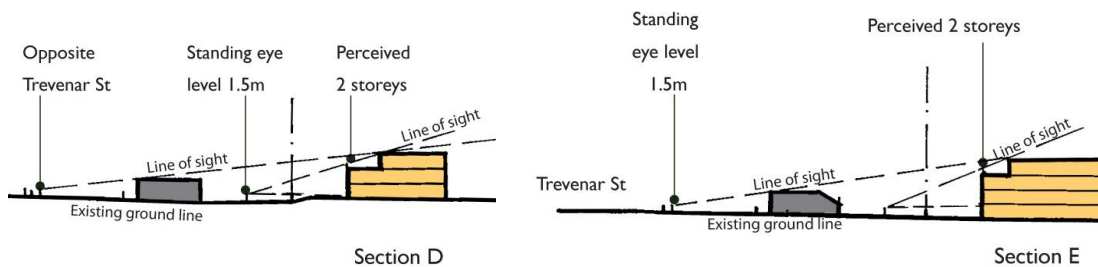 Opposite
Trevenar St
Standing eye
level 1.5m
Perceived
2 storeys
Line of sight
Line of sight
Existing ground line
Section D
Standing
eye level
1.5m
Perceived 2 storeys
Line of sight
Line of sight
Trevenar St
Existing ground line
Section E